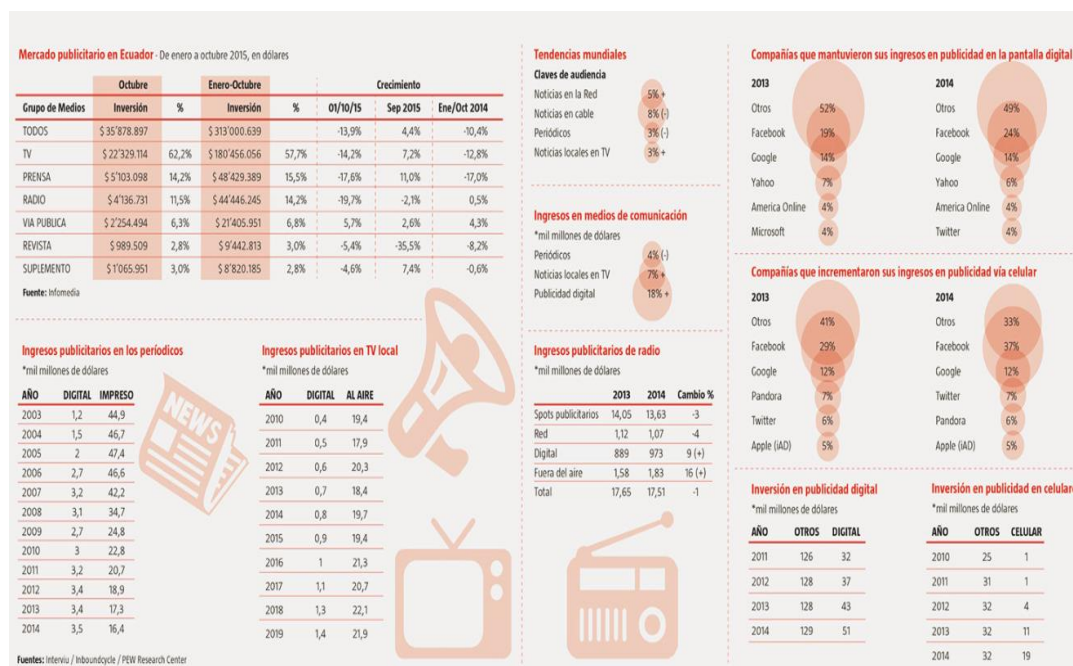 Mercado publicitario en Ecuador - De enero a octubre 2015, en dólares
Octubre Enero-Octubre Crecimiento
Grupo de Medios Inversión % Inversión % 01/10/15 Sep 2015 Ene/Oct 2014
TODOS $ 35'878.897 $ 313'000.639 -13,9% 4,4% -10,4%
TV $ 22'329.114 62,2% $ 180'456.056 57,7% -14,2% 7,2% -12,8%
PRENSA $ 5'103.098 14,2% $ 48'429.389 15,5% -17,6% 11,0% -17,0%
RADIO $ 4'136.731 11,5% $ 44'446.245 14,2% -19,7% -2,1% 0,5%
VIA PUBLICA $ 2'254.494 6,3% $ 21'405.951 6,8% 5,7% 2,6% 4,3%
REVISTA $ 989.509 2,8% $ 9'442.813 3,0% -5,4% -35,5% -8,2%
SUPLEMENTO $ 1'065.951 3,0% $ 8'820.185 2,8% -4,6% 7,4% -0,6%
Fuente: Infomedia
Ingresos publicitarios en los periódicos
*mil millones de dólares
AÑO DIGITAL IMPRESO
2003 1,2 44,9
2004 1,5 46,7
2005 2 47,4
2006 2,7 46,6
2007 3,2 42,2
2008 3,1 34,7
2009 2,7 24,8
2010 3 22,8
2011 3,2 20,7
2012 3,4 18,9
2013 3,4 17,3
2014 3,5 16,4
NEWS
Ingresos publicitarios en TV local
*mil millones de dólares
AÑO DIGITAL AL AIRE
2010 0,4 19,4
2011 0,5 17,9
2012 0,6 20,3
2013 0,7 18,4
2014 0,8 19,7
2015 0,9 19,4
2016 1 21,3
2017 1,1 20,7
2018 1,3 22,1
2019 1,4 21,9
Fuentes: Interviu / Inboundcycle / PEW Research Center
Tendencias mundiales
Claves de audiencia
Noticias en la Red 5% +
Noticias en cable 8% (-)
Periódicos 3% (-)
Noticias locales en TV 3% +
Ingresos en medios de comunicación
*mil millones de dólares
Periódicos 4% (-)
Noticias locales en TV 7% +
Publicidad digital 18% +
Ingresos publicitarios de radio
*mil millones de dólares
2013 2014 Cambio %
Spots publicitarios 14,05 13,63 -3
Red 1,12 1,07 -4
Digital 889 973 9 (+)
Fuera del aire 1,58 1,83 16 (+)
Total 17,65 17,51 -1
Compañías que mantuvieron sus ingresos en publicidad en la pantalla digital
2013 2014
Otros 52% Otros 49%
Facebook 19% Facebook 24%
Google 14% Google 14%
Yahoo 7% Yahoo 6%
America Online 4% America Online 4%
Microsoft 4% Twitter 4%
Compañías que incrementaron sus ingresos en publicidad vía celular
2013 2014
Otros 41% Otros 33%
Facebook 29% Facebook 37%
Google 12% Google 12%
Pandora 7% Twitter 7%
Twitter 6% Pandora 6%
Apple (iAD) 5% Apple (iAD) 5%
Inversión en publicidad digital
*mil millones de dólares
AÑO OTROS DIGITAL
2011 126 32
2012 128 37
2013 128 43
2014 129 51
Inversión en publicidad en celulare
*mil millones de dólares
AÑO OTROS CELULAR
2010 25 1
2011 31 1
2012 32 4
2013 32 11
2014 32 19